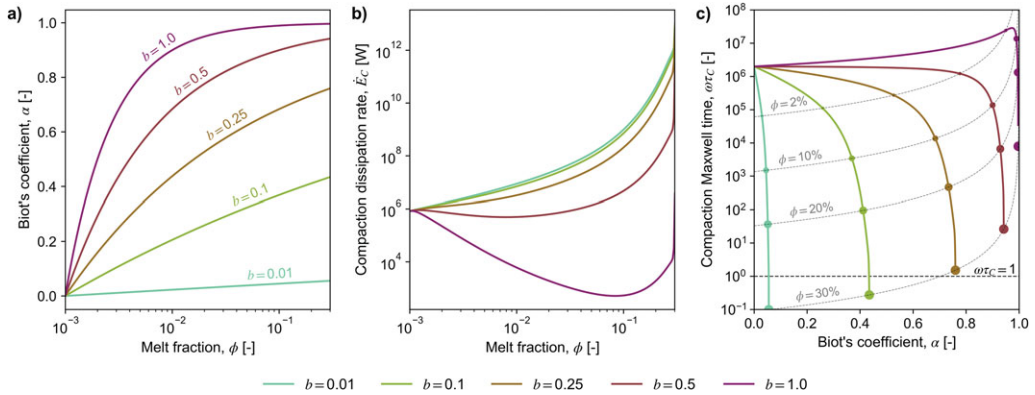 a)
Biot's coefficient, α [-]
1.0
0.8
0.6
0.4
0.2
0.0
b = 1.0
b = 0.5
b = 0.25
b = 0.1
b = 0.01
10⁻³
10⁻²
10⁻¹
Melt fraction, ϕ [-]
b)
Compaction dissipation rate, Ė_C [W]
10¹²
10¹⁰
10⁸
10⁶
10⁴
10⁻³
10⁻²
10⁻¹
Melt fraction, ϕ [-]
c)
Compaction Maxwell time, ωτ_C [-]
10⁸
10⁷
10⁶
10⁵
10⁴
10³
10²
10¹
10⁰
10⁻¹
ϕ = 2%
ϕ = 10%
ϕ = 20%
ωτ_C = 1
ϕ = 30%
0.0
0.2
0.4
0.6
0.8
1.0
Biot's coefficient, α [-]
b = 0.01
b = 0.1
b = 0.25
b = 0.5
b = 1.0